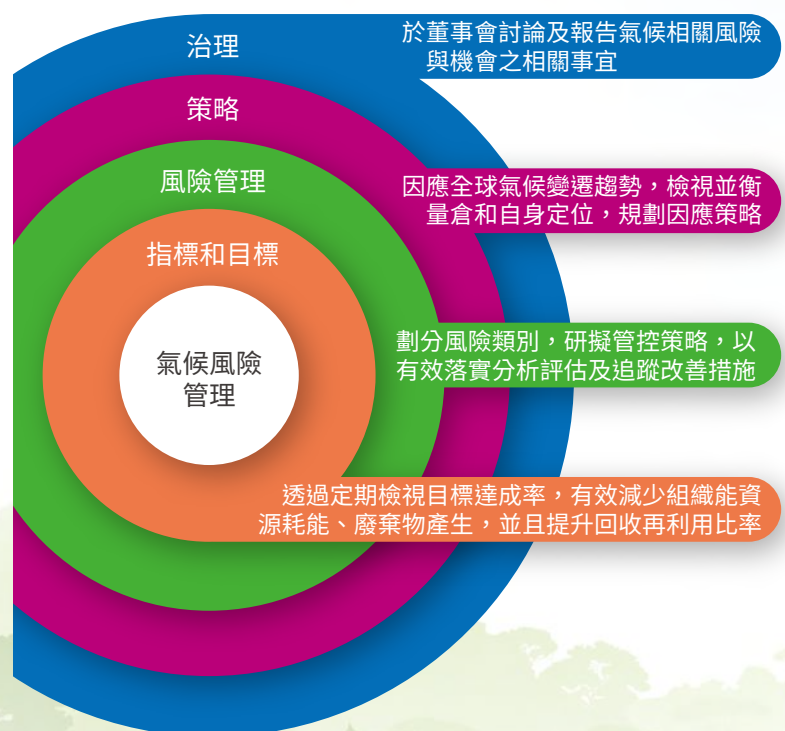 治理
於董事會討論及報告氣候相關風險
與機會之相關事宜
策略
因應全球氣候變遷趨勢，檢視並衡
量倉和自身定位，規劃因應策略
風險管理
劃分風險類別，研擬管控策略，以
有效落實分析評估及追蹤改善措施
指標和目標
透過定期檢視目標達成率，有效減少組織能資
源耗能、廢棄物產生，並且提升回收再利用比率
氣候風險
管理